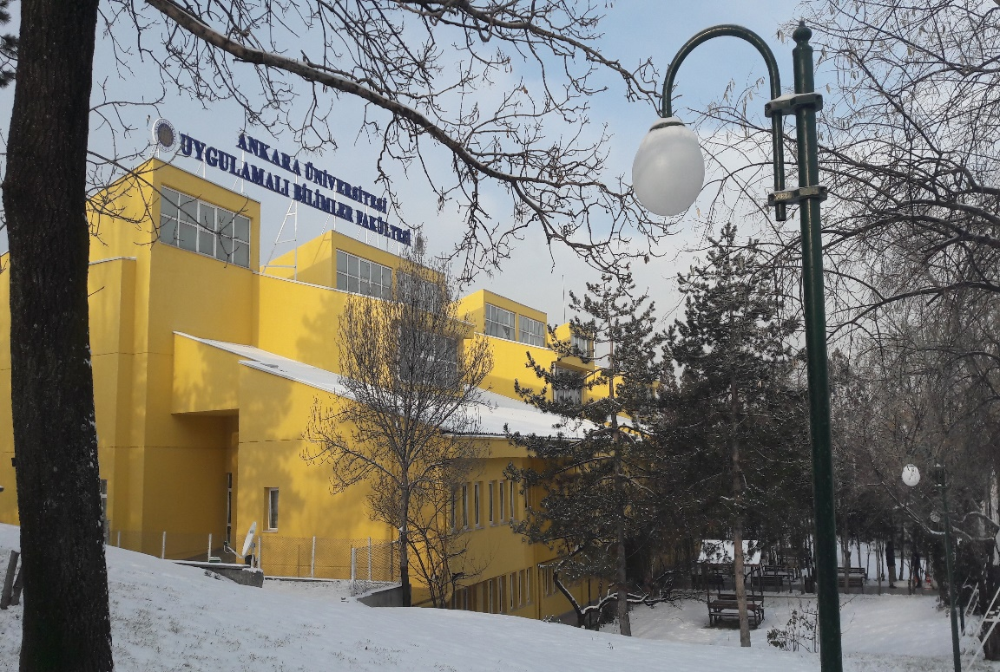 ANKARA ÜNİVERSİTESİ
UYGULAMALI BİLİMLER FAKÜLTESİ